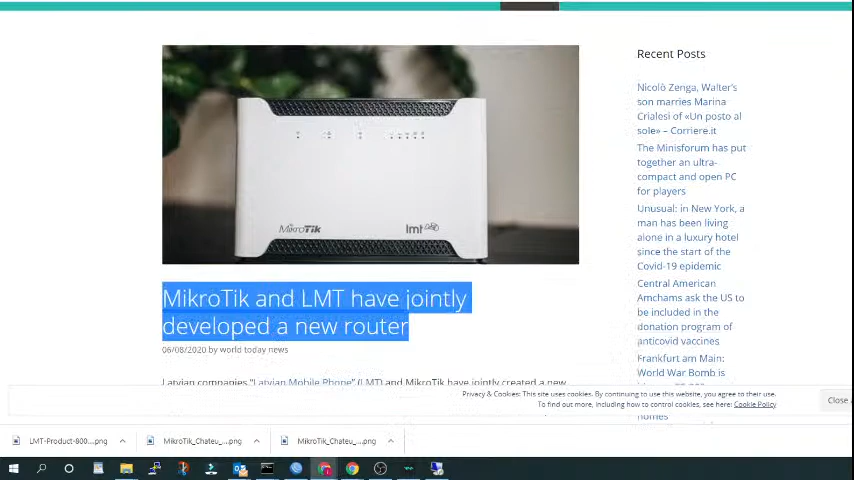 MikroTik
lmt
MikroTik and LMT have jointly
developed a new router
06/08/2020 by world today news
Latvian companies "Latvian Mobile Phone" (LMT) and MikroTik have jointly created a new
Recent Posts
Nicolò Zenga, Walter's
son marries Marina
Crialesi of «Un posto al
sole» – Corriere.it
The Minisforum has put
together an ultra-
compact and open PC
for players
Unusual: in New York, a
man has been living
alone in a luxury hotel
since the start of the
Covid-19 epidemic
Central American
Amchams ask the US to
be included in the
donation program of
anticovid vaccines
Frankfurt am Main:
World War Bomb is
homes
Privacy & Cookies: This site uses cookies. By continuing to use this website, you agree to their use.
To find out more, including how to control cookies, see here: Cookie Policy
Close
LMT-Product-800....png
MikroTik_Chateu_....png
MikroTik_Chateu_....png